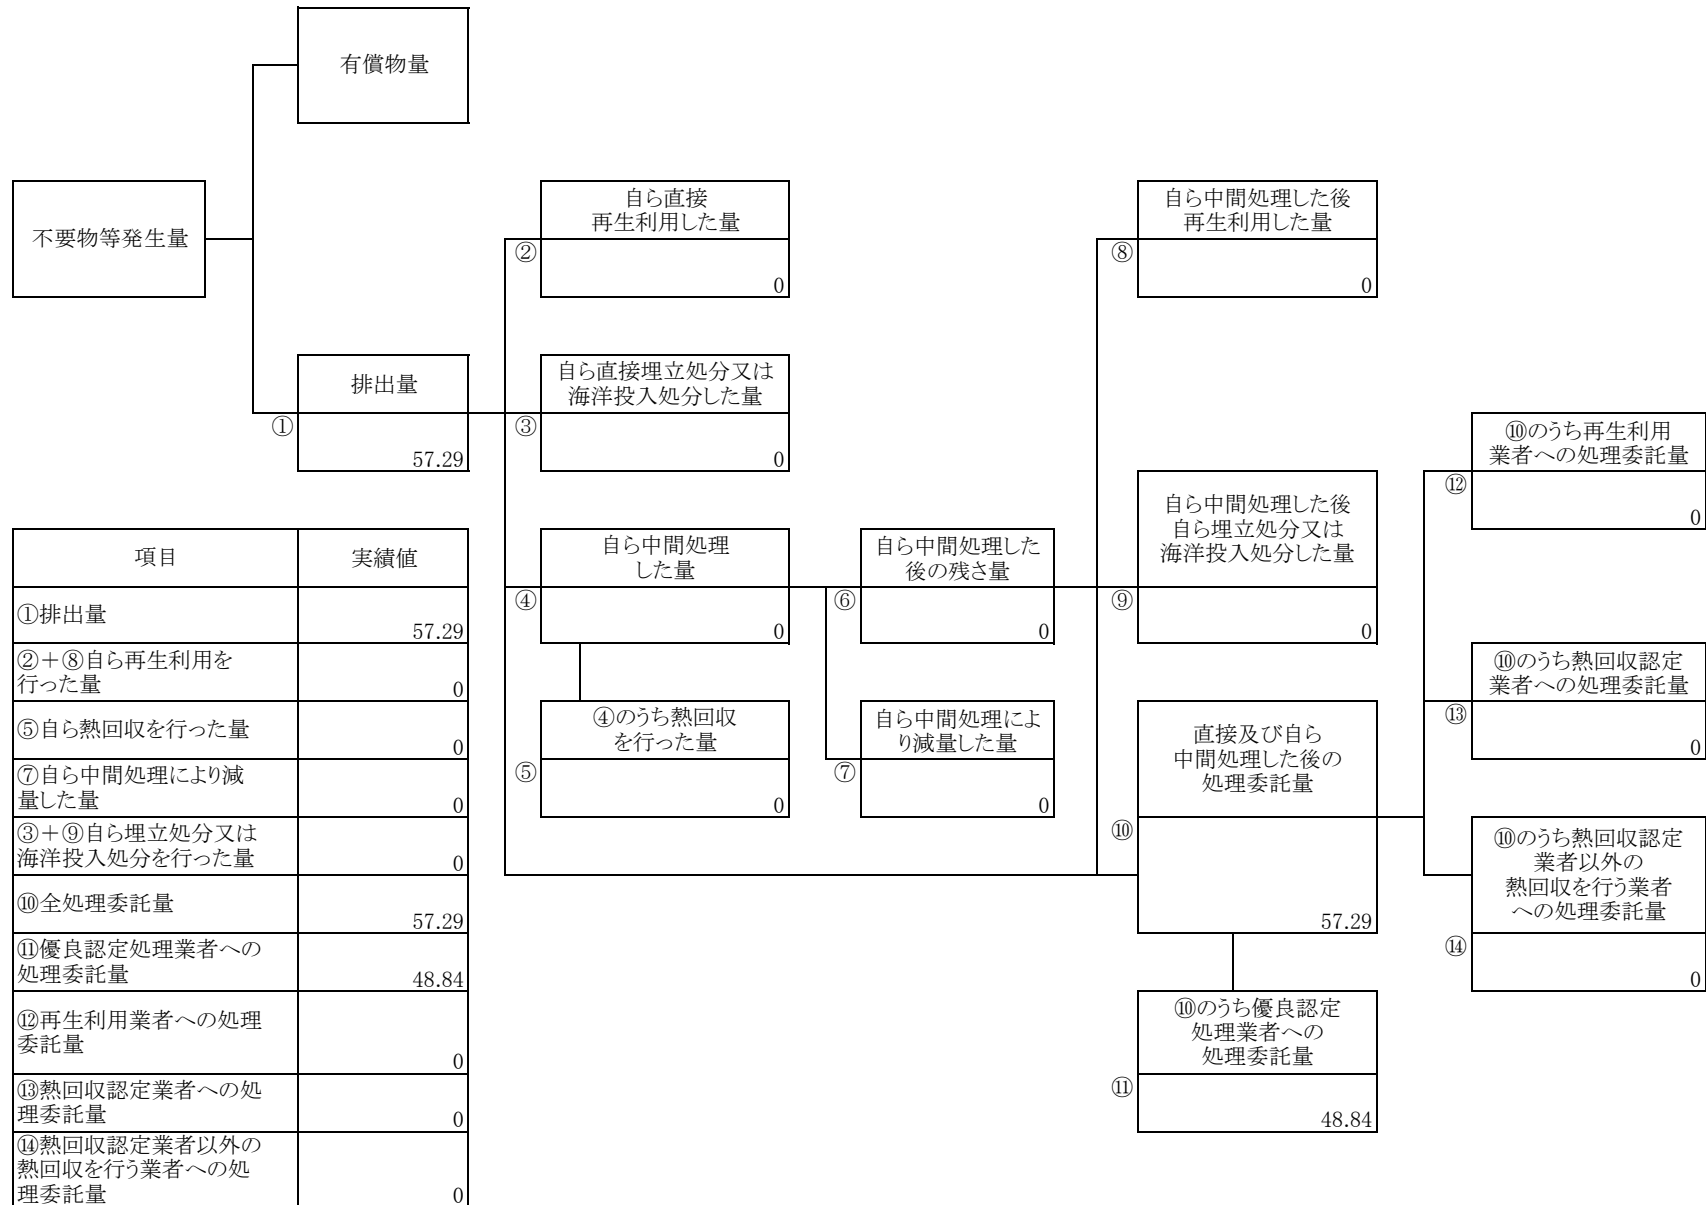 有償物量
不要物等発生量
自ら直接
再生利用した量
②
0
自ら中間処理した後
再生利用した量
⑧
0
排出量
①
57.29
自ら直接埋立処分又は
海洋投入処分した量
③
0
⑩のうち再生利用
業者への処理委託量
⑫
0
自ら中間処理
した量
④
0
自ら中間処理した
後の残さ量
⑥
0
自ら中間処理した後
自ら埋立処分又は
海洋投入処分した量
⑨
0
⑩のうち熱回収認定
業者への処理委託量
⑬
0
④のうち熱回収
を行った量
⑤
0
自ら中間処理によ
り減量した量
⑦
0
直接及び自ら
中間処理した後の
処理委託量
⑩
57.29
⑩のうち熱回収認定
業者以外の
熱回収を行う業者
への処理委託量
⑭
0
⑩のうち優良認定
処理業者への
処理委託量
⑪
48.84
項目 実績値
①排出量
57.29
②＋⑧自ら再生利用を
行った量
0
⑤自ら熱回収を行った量
0
⑦自ら中間処理により減
量した量
0
③＋⑨自ら埋立処分又は
海洋投入処分を行った量
0
⑩全処理委託量
57.29
⑪優良認定処理業者への
処理委託量
48.84
⑫再生利用業者への処理
委託量
0
⑬熱回収認定業者への処
理委託量
0
⑭熱回収認定業者以外の
熱回収を行う業者への処
理委託量
0